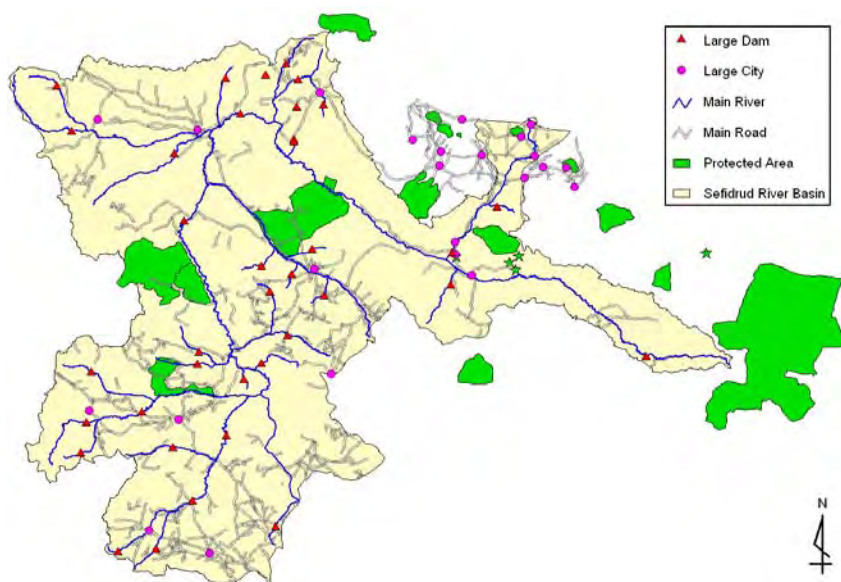 Large Dam
Large City
Main River
Main Road
Protected Area
Sefidrud River Basin
N